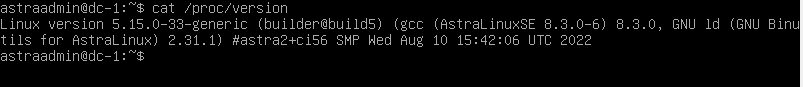 astraadmin@dc-1:~$ cat /proc/version
Linux version 5.15.0-33-generic (builder@build5) (gcc (AstraLinuxSE 8.3.0-6) 8.3.0, GNU ld (GNU Binu
tils for AstraLinux) 2.31.1) #astra2+ci56 SMP Wed Aug 10 15:42:06 UTC 2022
astraadmin@dc-1:~$